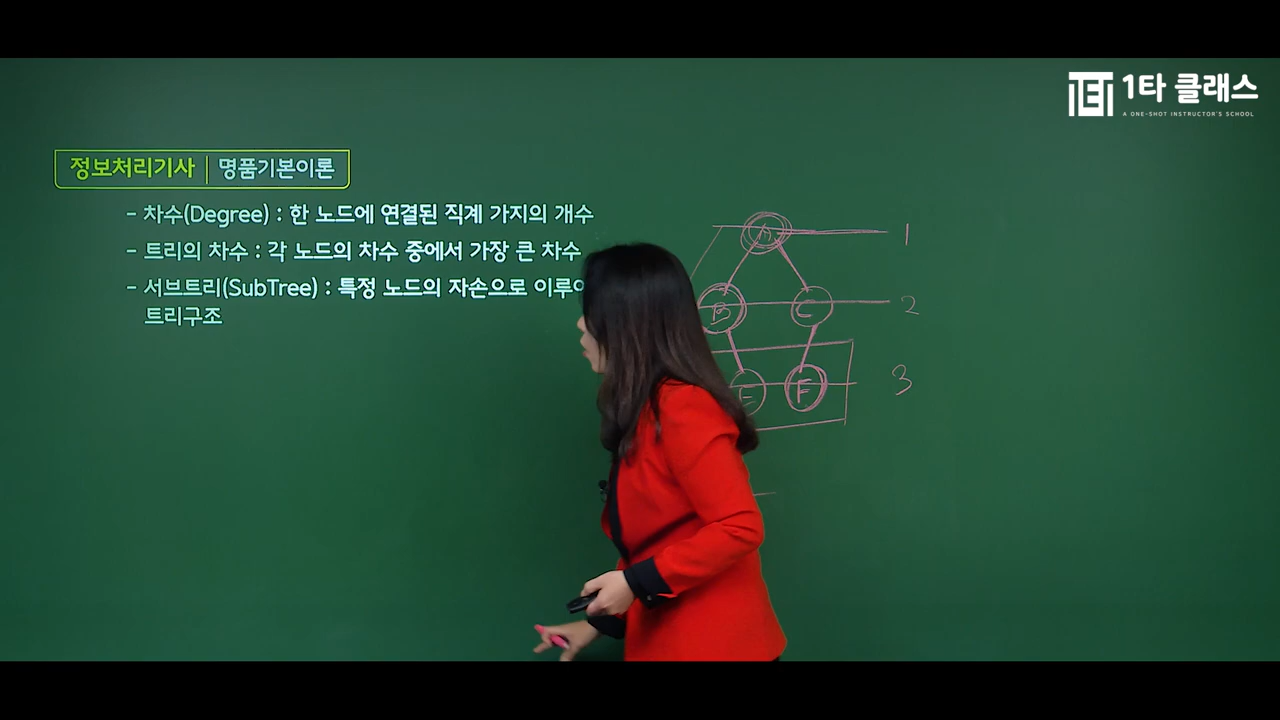 1타 클래스
A ONE-SHOT INSTRUCTOR'S SCHOOL
정보처리기사 | 명품기본이론
- 차수(Degree) : 한 노드에 연결된 직계 가지의 개수
- 트리의 차수 : 각 노드의 차수 중에서 가장 큰 차수
- 서브트리(SubTree) : 특정 노드의 자손으로
트리구조
A 1
B C 2
E F 3